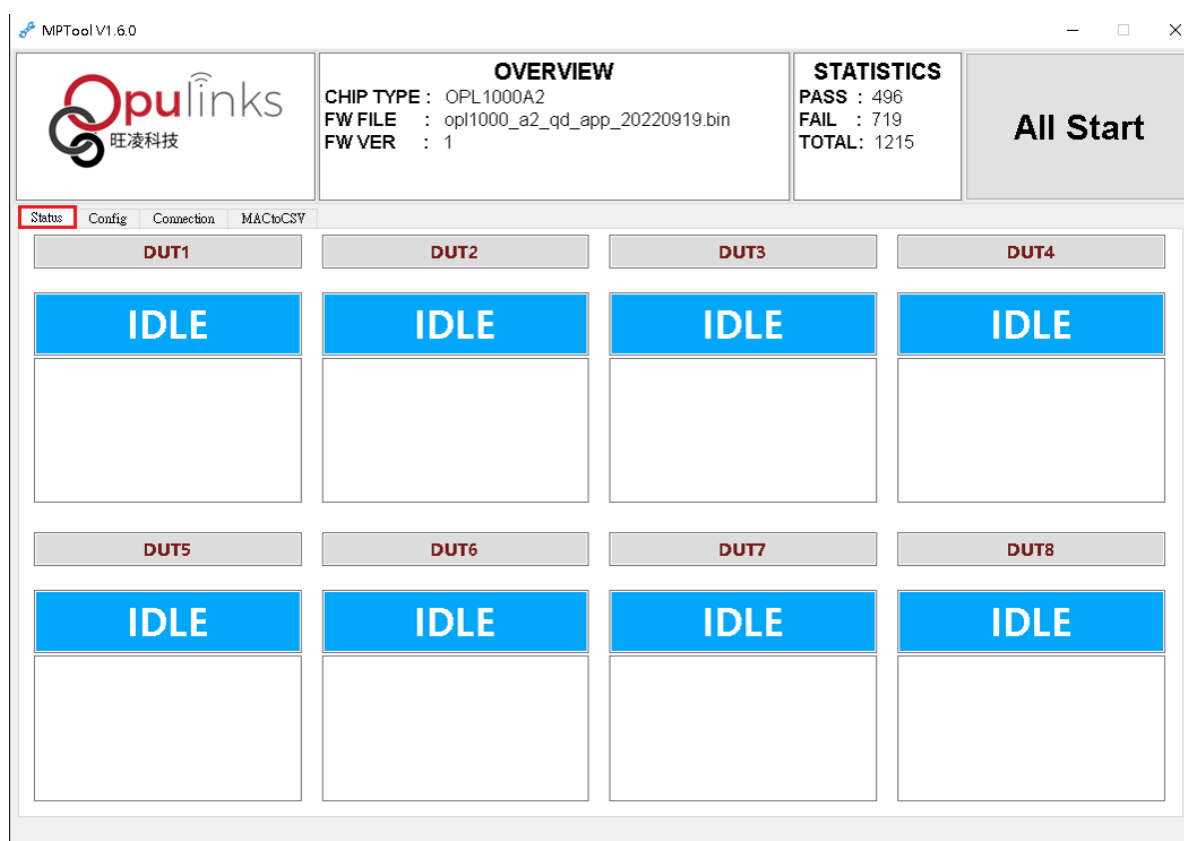 MPTool V1.6.0
Opulinks
旺凌科技
OVERVIEW
CHIP TYPE : OPL1000A2
FW FILE : opl1000_a2_qd_app_20220919.bin
FW VER : 1
STATISTICS
PASS : 496
FAIL : 719
TOTAL: 1215
All Start
Status Config Connection MACtoCSV
DUT1 DUT2 DUT3 DUT4
IDLE IDLE IDLE IDLE
DUT5 DUT6 DUT7 DUT8
IDLE IDLE IDLE IDLE